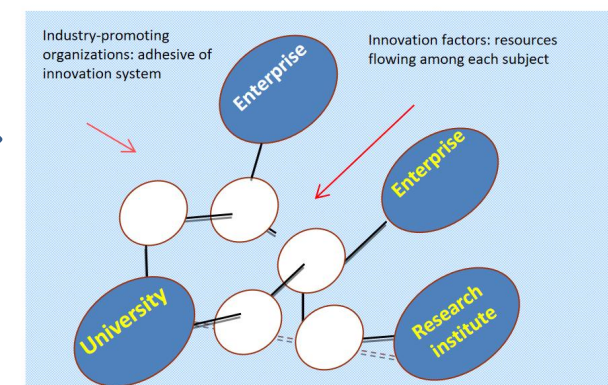 Industry-promoting
organizations: adhesive of
innovation system
Innovation factors: resources
flowing among each subject
Enterprise
Enterprise
University
Research
institute